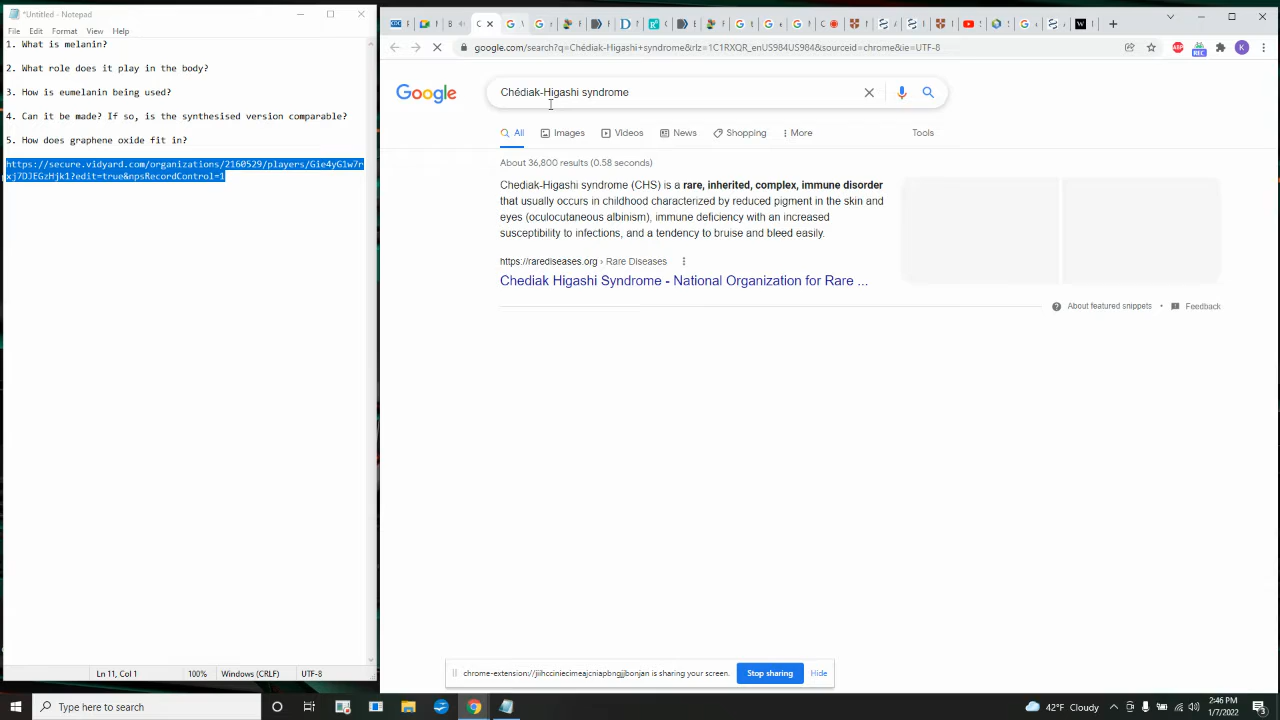 *Untitled - Notepad
File Edit Format View Help
1. What is melanin?
2. What role does it play in the body?
3. How is eumelanin being used?
4. Can it be made? If so, is the synthesised version comparable?
5. How does graphene oxide fit in?
https://secure.vidyard.com/organizations/2160529/players/Gie4yG1w7r
xj7DJEGzHjk1?edit=true&npsRecordControl=1
Ln 11, Col 1 100% Windows (CRLF) UTF-8
google.com/search?q=Chédiak-Higashi+syndrome&rlz=1C1RXQR_enUS984US984&sourceid=chrome&ie=UTF-8
Google
Chédiak-Higashi syndrome
All Images Videos News Shopping More Tools
About 36,800 results (0.58 seconds)
Chediak-Higashi syndrome (CHS) is a rare, inherited, complex, immune disorder
that usually occurs in childhood characterized by reduced pigment in the skin and
eyes (oculocutaneous albinism), immune deficiency with an increased
susceptibility to infections, and a tendency to bruise and bleed easily.
https://rarediseases.org › Rare Diseases
Chediak Higashi Syndrome - National Organization for Rare ...
About featured snippets • Feedback
chrome-extension://jiihcciniecimeajcniapbngjjbonjan is sharing your screen. Stop sharing Hide
Type here to search
42°F Cloudy
2:46 PM
1/7/2022